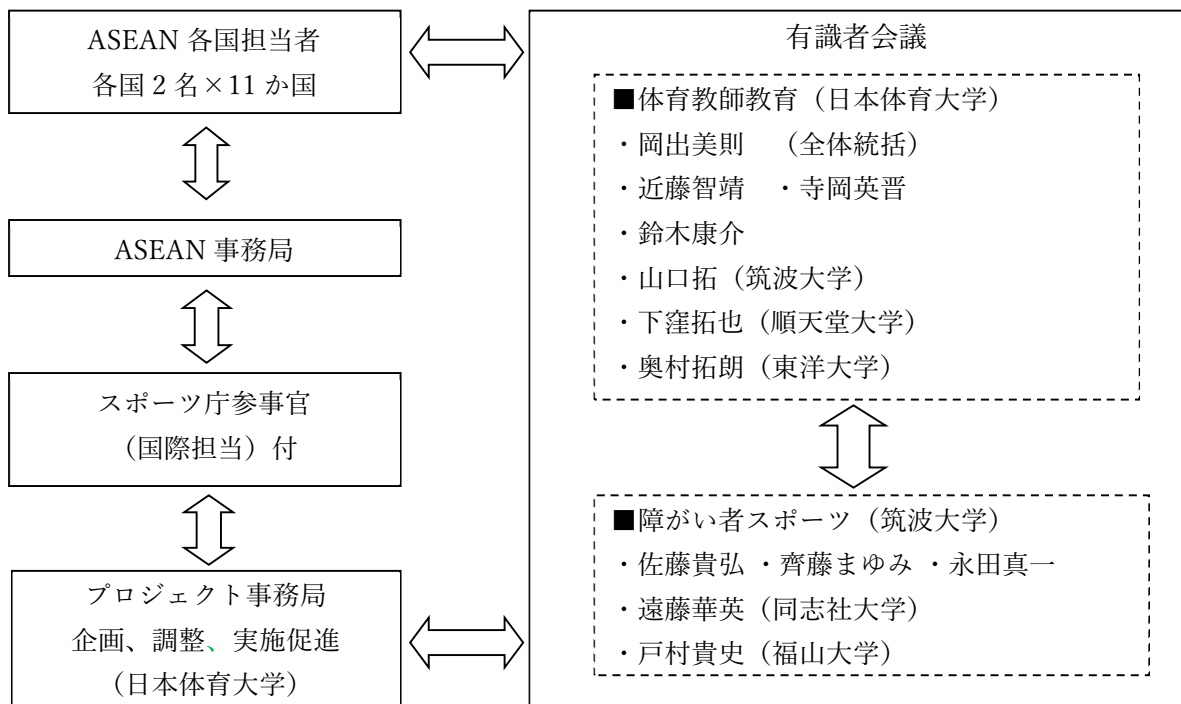 ASEAN 各国担当者
各国 2 名×11 か国
ASEAN 事務局
スポーツ庁参事官
（国際担当）付
プロジェクト事務局
企画、調整、実施促進
（日本体育大学）
有識者会議
■体育教師教育（日本体育大学）
・岡出美則　（全体統括）
・近藤智靖　・寺岡英晋
・鈴木康介
・山口拓（筑波大学）
・下窪拓也（順天堂大学）
・奥村拓朗（東洋大学）
■障がい者スポーツ（筑波大学）
・佐藤貴弘 ・齊藤まゆみ ・永田真一
・遠藤華英（同志社大学）
・戸村貴史（福山大学）